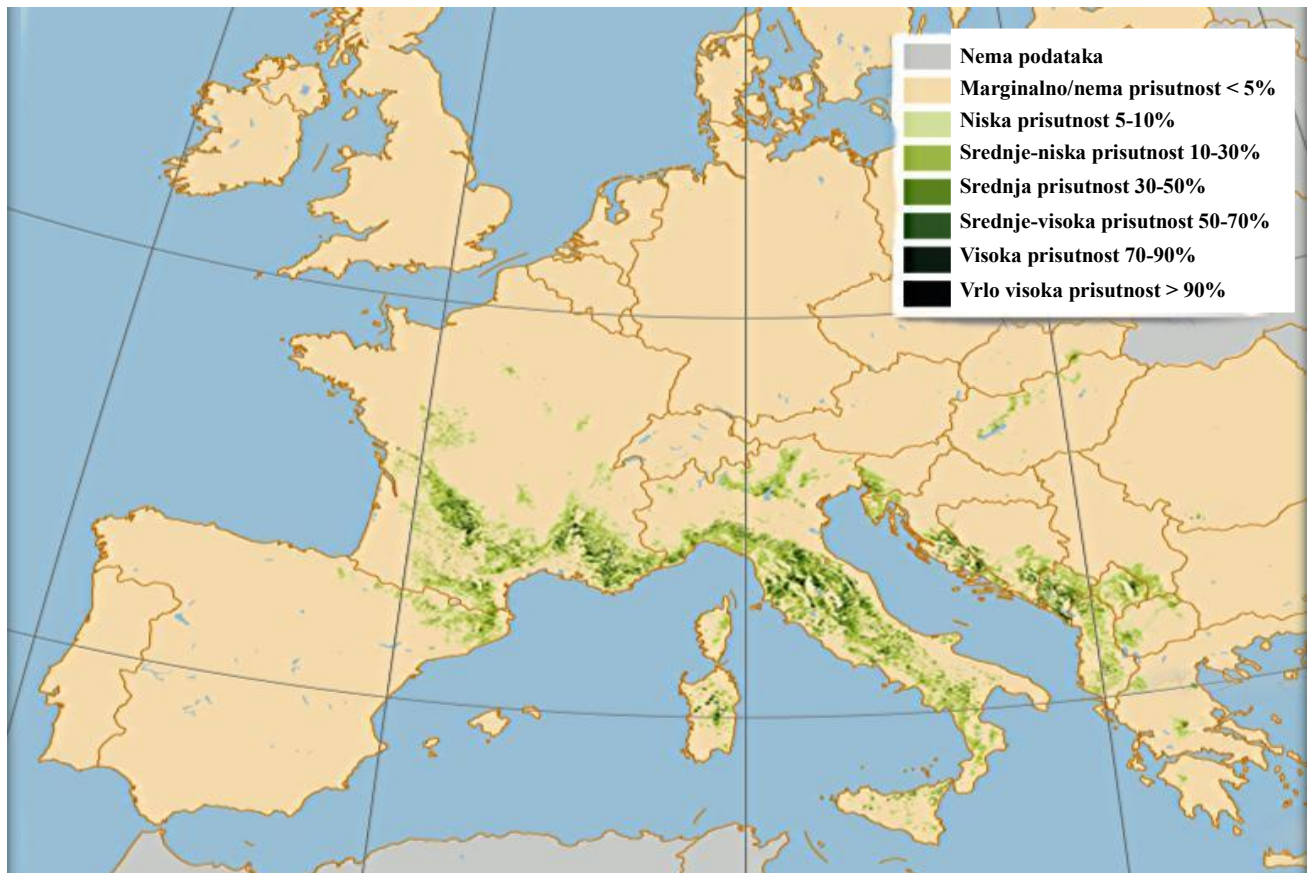 Nema podataka
Marginalno/nema prisutnost < 5%
Niska prisutnost 5-10%
Srednje-niska prisutnost 10-30%
Srednja prisutnost 30-50%
Srednje-visoka prisutnost 50-70%
Visoka prisutnost 70-90%
Vrlo visoka prisutnost > 90%